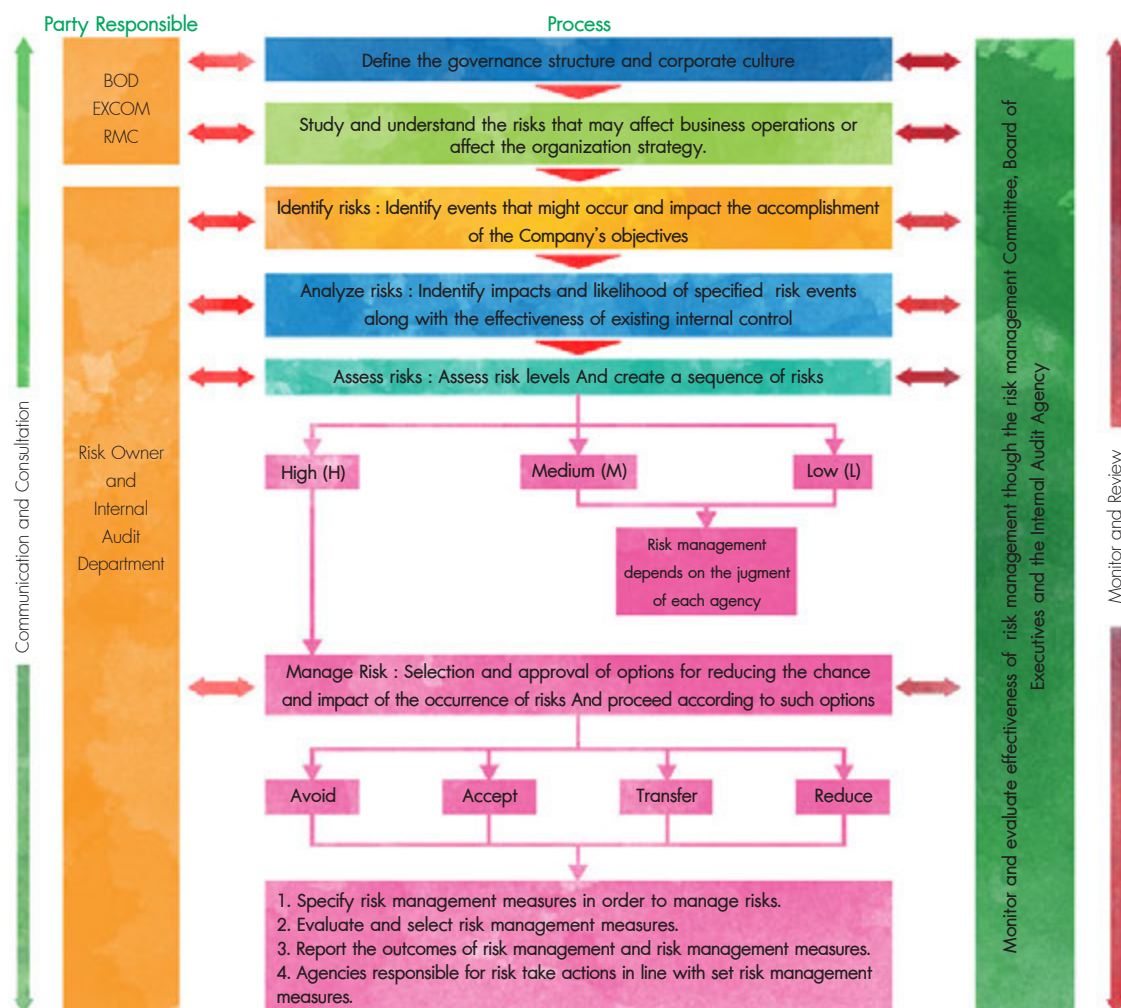 Party Responsible
Process
BOD
EXCOM
RMC
Define the governance structure and corporate culture
Study and understand the risks that may affect business operations or
affect the organization strategy.
Identify risks : Identify events that might occur and impact the accomplishment
of the Company's objectives
Analyze risks : Indentify impacts and likelihood of specified risk events
along with the effectiveness of existing internal control
Assess risks : Assess risk levels And create a sequence of risks
Communication and Consultation
Risk Owner
and
Internal
Audit
Department
High (H)
Medium (M)
Low (L)
Risk management
depends on the jugment
of each agency
Manage Risk : Selection and approval of options for reducing the chance
and impact of the occurrence of risks And proceed according to such options
Avoid
Accept
Transfer
Reduce
1. Specify risk management measures in order to manage risks.
2. Evaluate and select risk management measures.
3. Report the outcomes of risk management and risk management measures.
4. Agencies responsible for risk take actions in line with set risk management
measures.
Monitor and evaluate effectiveness of risk management though the risk management Committee, Board of
Executives and the Internal Audit Agency
Monitor and Review